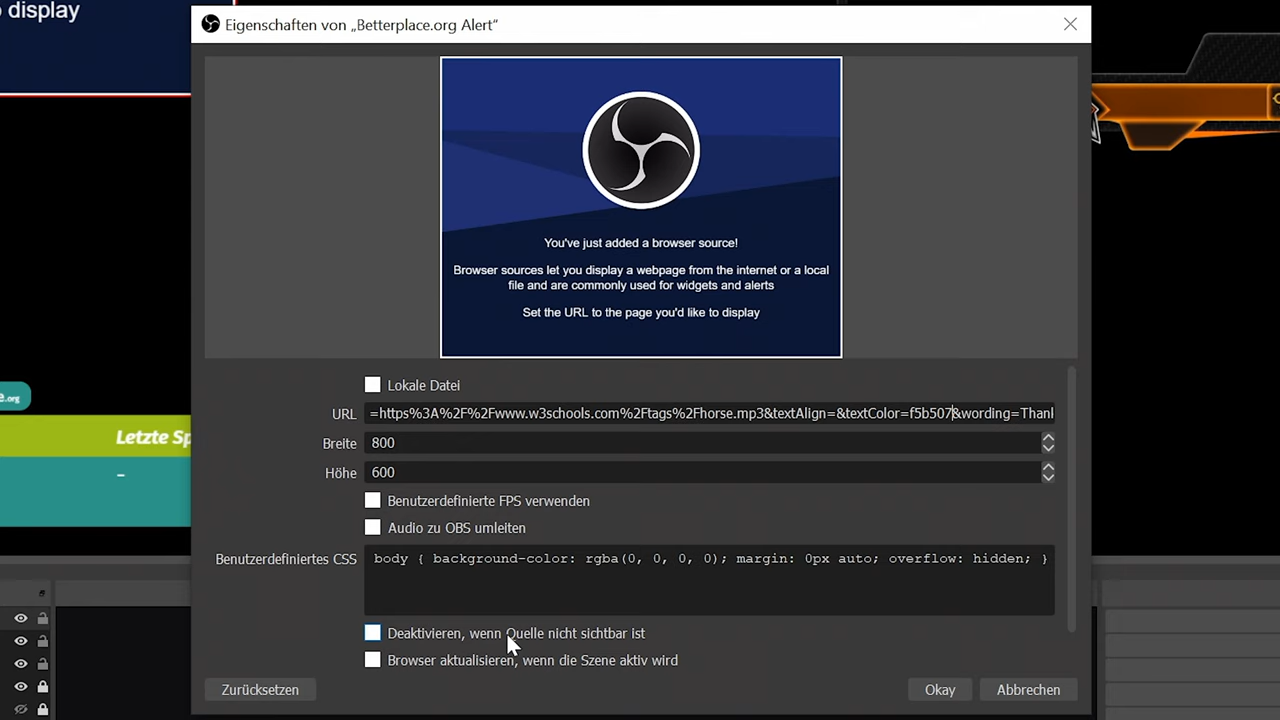 display
Eigenschaften von „Betterplace.org Alert“
You've just added a browser source!
Browser sources let you display a webpage from the internet or a local
file and are commonly used for widgets and alerts
Set the URL to the page you'd like to display
Lokale Datei
URL =https%3A%2F%2Fwww.w3schools.com%2Ftags%2Fhorse.mp3&textAlign=&textColor=f5b507&wording=Thanl
Breite 800
Höhe 600
Benutzerdefinierte FPS verwenden
Audio zu OBS umleiten
Benutzerdefiniertes CSS body { background-color: rgba(0, 0, 0, 0); margin: 0px auto; overflow: hidden; }
Deaktivieren, wenn Quelle nicht sichtbar ist
Browser aktualisieren, wenn die Szene aktiv wird
Zurücksetzen Okay Abbrechen
e.org
Letzte Sp
–